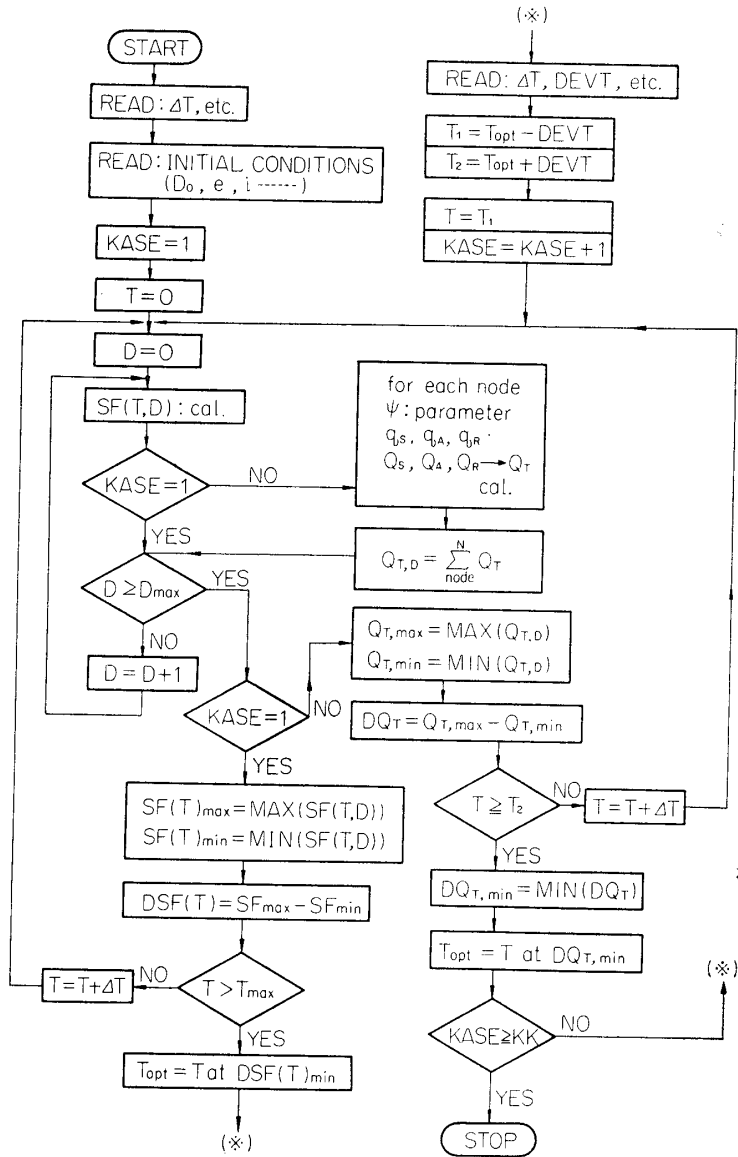 START
READ: ΔT, etc.
READ: INITIAL CONDITIONS
(D₀, e, i ------)
KASE=1
T=0
D=0
SF(T,D): cal.
KASE=1
NO
YES
D ≥ Dmax
YES
NO
D = D+1
KASE=1
NO
YES
SF(T)max=MAX(SF(T,D))
SF(T)min=MIN(SF(T,D))
DSF(T)=SFmax−SFmin
T > Tmax
NO
T=T+ΔT
YES
Topt = T at DSF(T)min
(※)
(※)
READ: ΔT, DEVT, etc.
T₁ = Topt − DEVT
T₂ = Topt + DEVT
T = T₁
KASE = KASE + 1
for each node
ψ: parameter
qS, qA, qR
QS, QA, QR → QT
cal.
QT,D = N∑node QT
QT,max = MAX(QT,D)
QT,min = MIN(QT,D)
DQT = QT,max − QT,min
T ≧ T₂
NO
T = T+ΔT
YES
DQT,min = MIN(DQT)
Topt = T at DQT,min
KASE≧KK
NO
(※)
YES
STOP